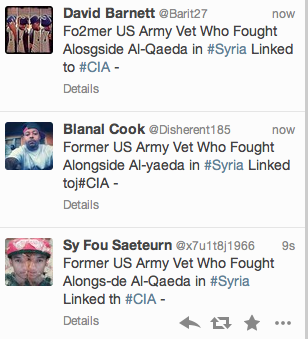 David Barnett @Barit27 now
Fo2mer US Army Vet Who Fought
Alosgside Al-Qaeda in #Syria Linked
to #CIA -
Details
Blanal Cook @Disherent185 now
Former US Army Vet Who Fought
Alongside Al-yaeda in #Syria Linked
toj#CIA -
Details
Sy Fou Saeteurn @x7u1t8j1966 9s
Former US Army Vet Who Fought
Alongs-de Al-Qaeda in #Syria
Linked th #CIA -
Details